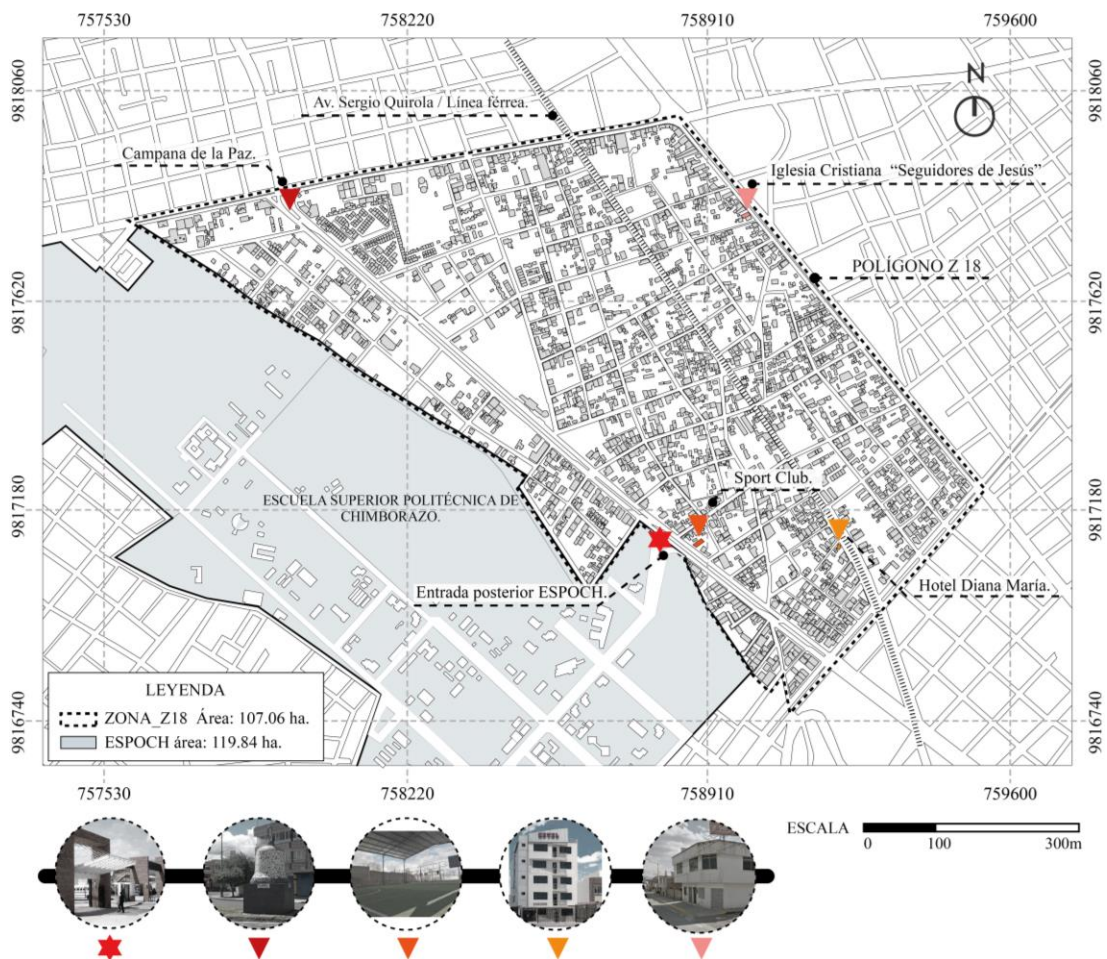 757530 758220 758910 759600
9818060 9818060
N
Av. Sergio Quirola / Línea férrea.
Campana de la Paz.
Iglesia Cristiana “Seguidores de Jesús”
POLÍGONO Z 18
9817620 9817620
Sport Club.
9817180 9817180
ESCUELA SUPERIOR POLITÉCNICA DE
CHIMBORAZO.
Entrada posterior ESPOCH.
Hotel Diana María.
LEYENDA
ZONA_Z18 Área: 107.06 ha.
ESPOCH área: 119.84 ha.
9816740 9816740
757530 758220 758910 759600
ESCALA
0 100 300m